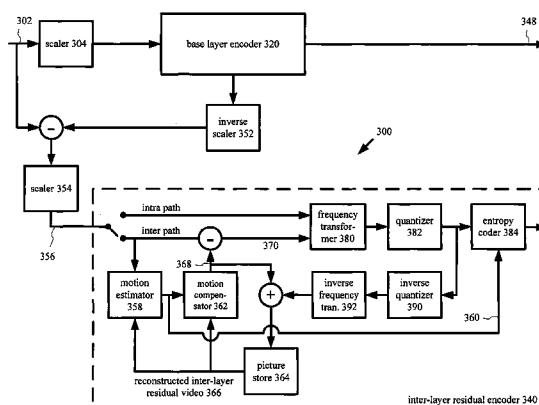 302
348
scaler 304
base layer encoder 320
inverse
scaler 352
300
scaler 354
356
intra path
inter path
370
frequency
transfor-
mer 380
quantizer
382
entropy
coder 384
368
motion
estimator
358
motion
compen-
sator 362
inverse
frequency
tran. 392
inverse
quantizer
390
360
picture
store 364
reconstructed inter-layer
residual video 366
inter-layer residual encoder 340